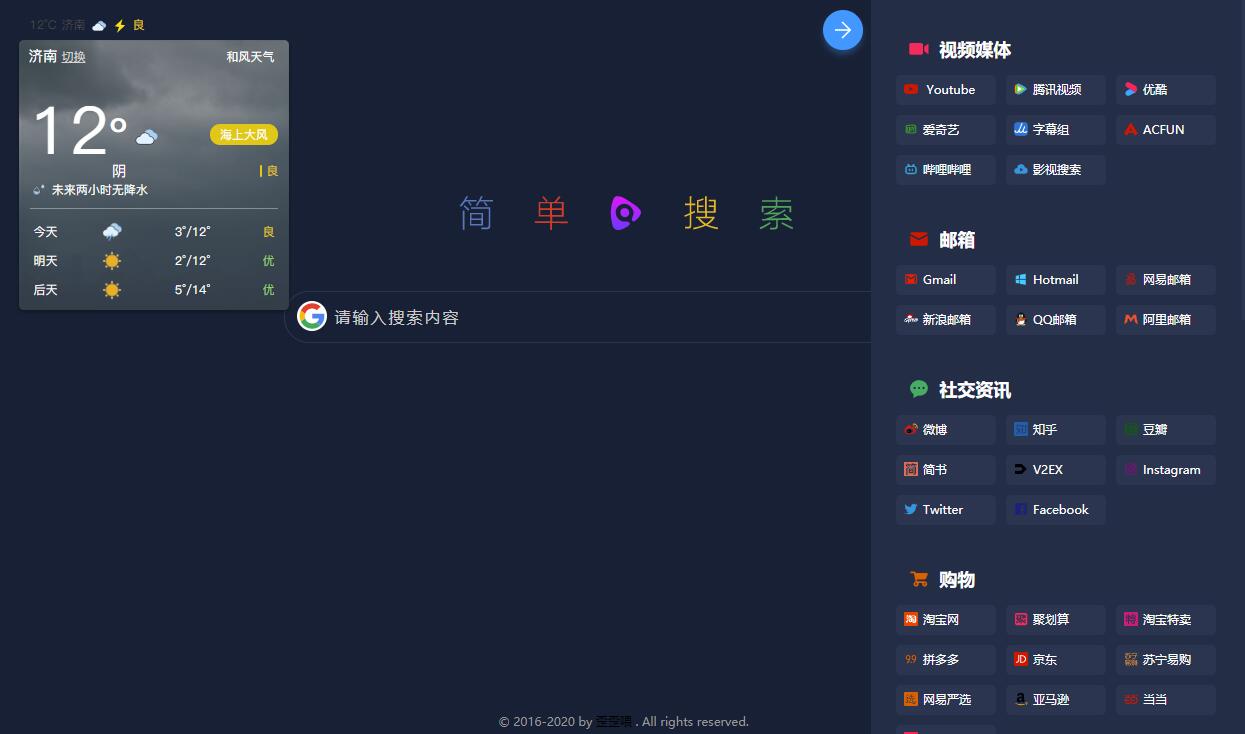 12°C 济南 良
济南 切换 和风天气
12° 海上大风
阴 良
未来两小时无降水
今天 3°/12° 良
明天 2°/12° 优
后天 5°/14° 优
简 单 搜 索
请输入搜索内容
© 2016-2020 by . All rights reserved.
视频媒体
Youtube 腾讯视频 优酷
爱奇艺 字幕组 ACFUN
哔哩哔哩 影视搜索
邮箱
Gmail Hotmail 网易邮箱
新浪邮箱 QQ邮箱 阿里邮箱
社交资讯
微博 知乎 豆瓣
简书 V2EX Instagram
Twitter Facebook
购物
淘宝网 聚划算 淘宝特卖
拼多多 京东 苏宁易购
网易严选 亚马逊 当当